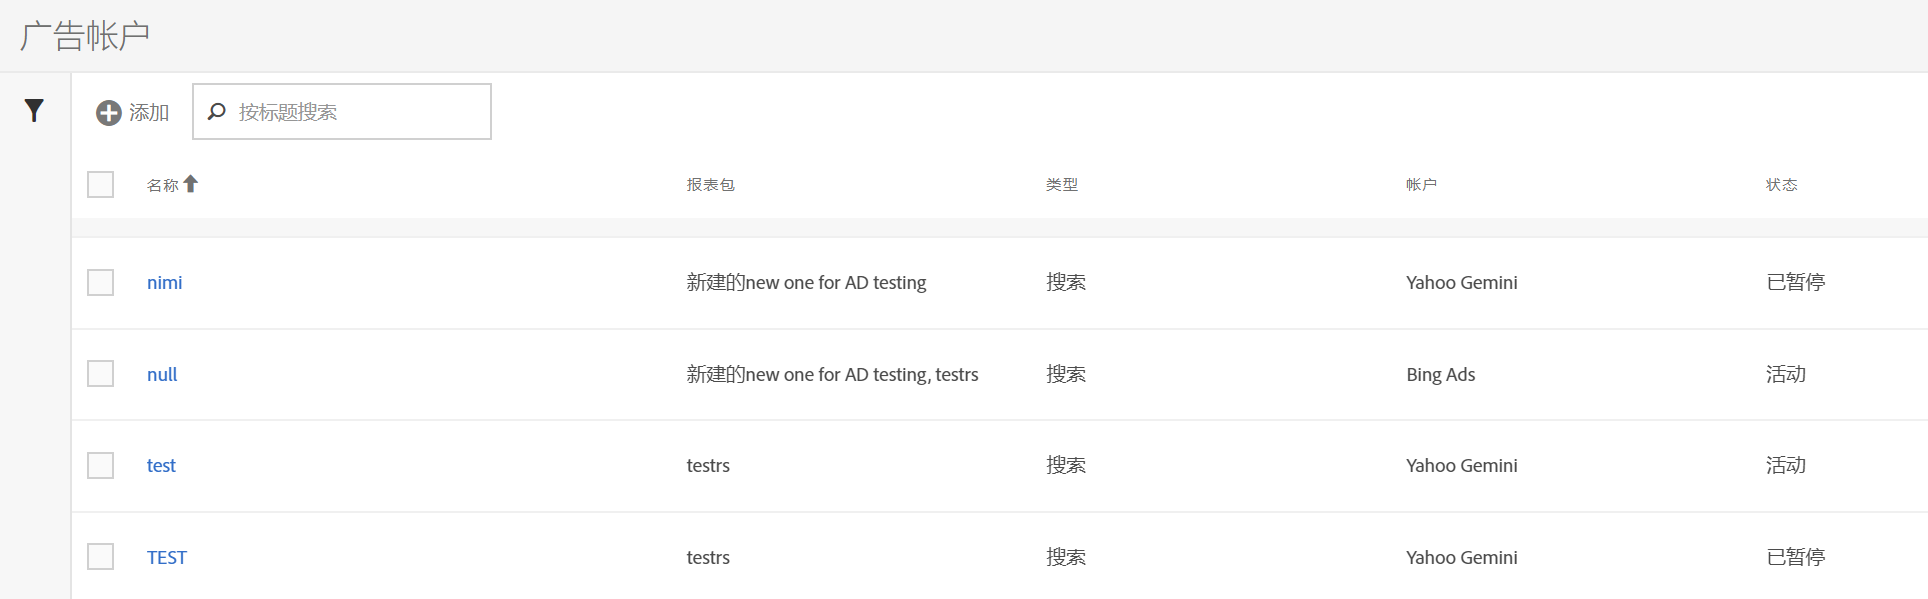 广告帐户
添加 按标题搜索
名称 报表包 类型 帐户 状态
nimi 新建的new one for AD testing 搜索 Yahoo Gemini 已暂停
null 新建的new one for AD testing, testrs 搜索 Bing Ads 活动
test testrs 搜索 Yahoo Gemini 活动
TEST testrs 搜索 Yahoo Gemini 已暂停